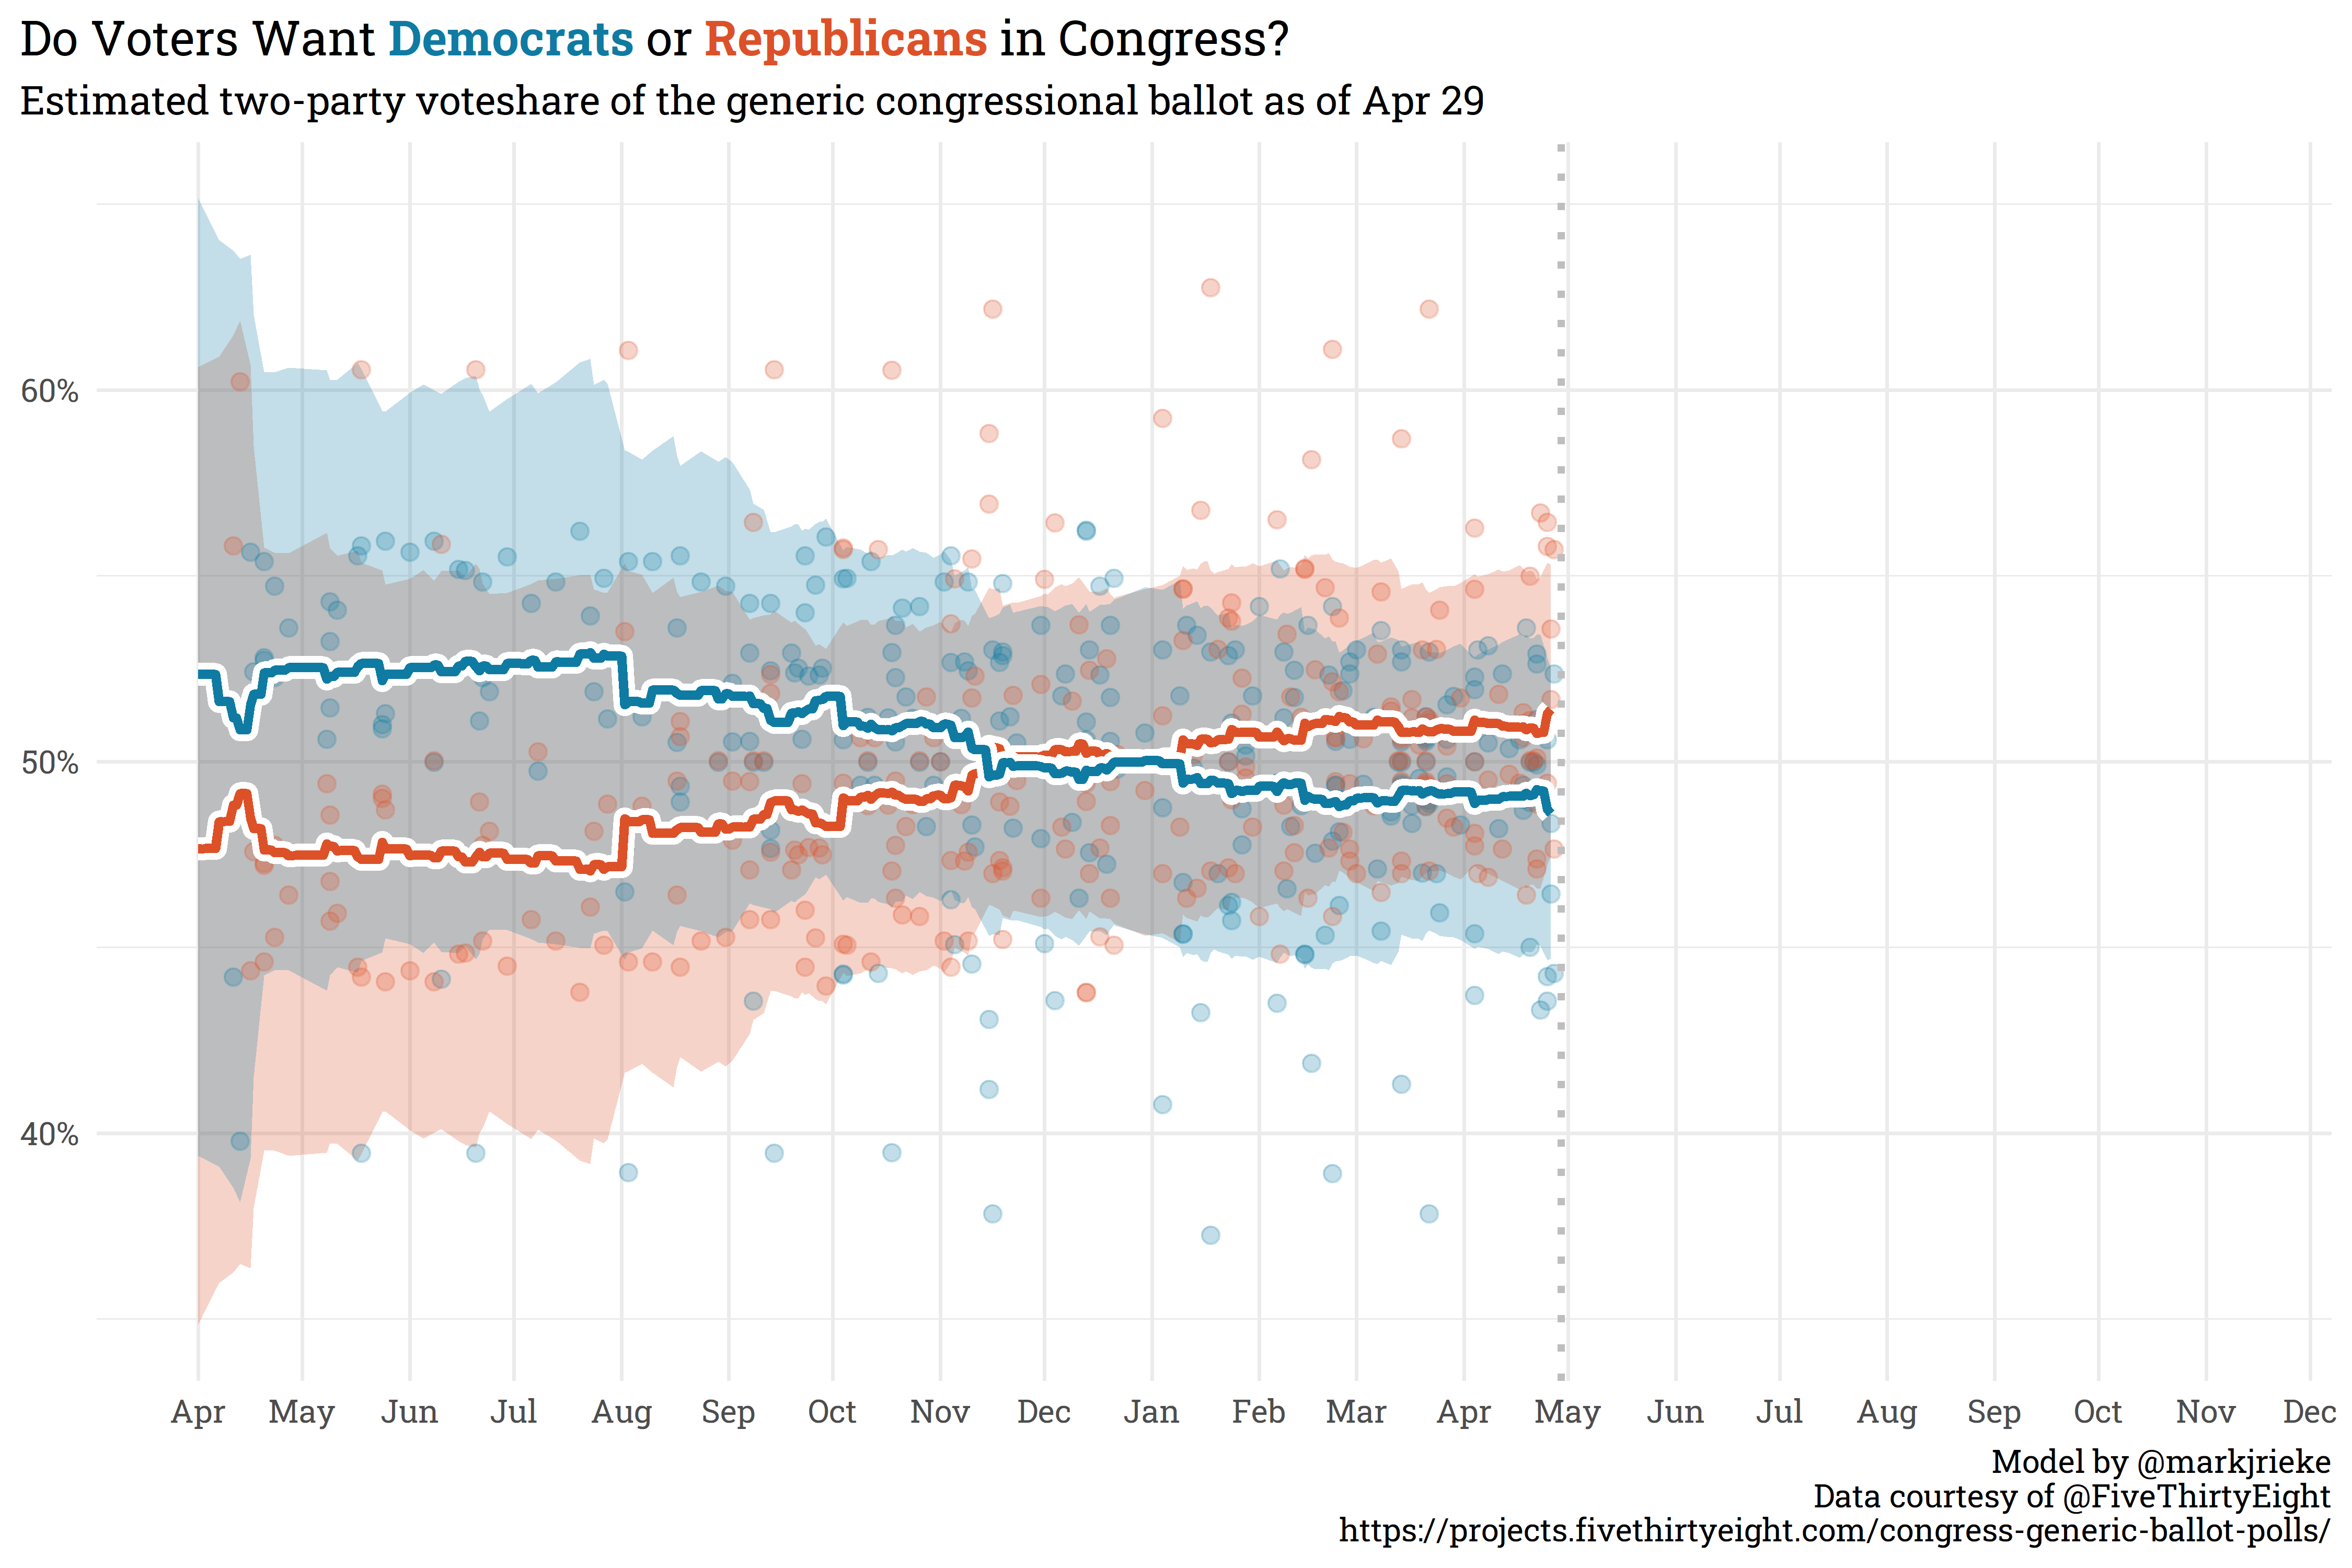 Do Voters Want Democrats or Republicans in Congress?
Estimated two-party voteshare of the generic congressional ballot as of Apr 29
60%
50%
40%
Apr May Jun Jul Aug Sep Oct Nov Dec Jan Feb Mar Apr May Jun Jul Aug Sep Oct Nov Dec
Model by @markjrieke
Data courtesy of @FiveThirtyEight
https://projects.fivethirtyeight.com/congress-generic-ballot-polls/